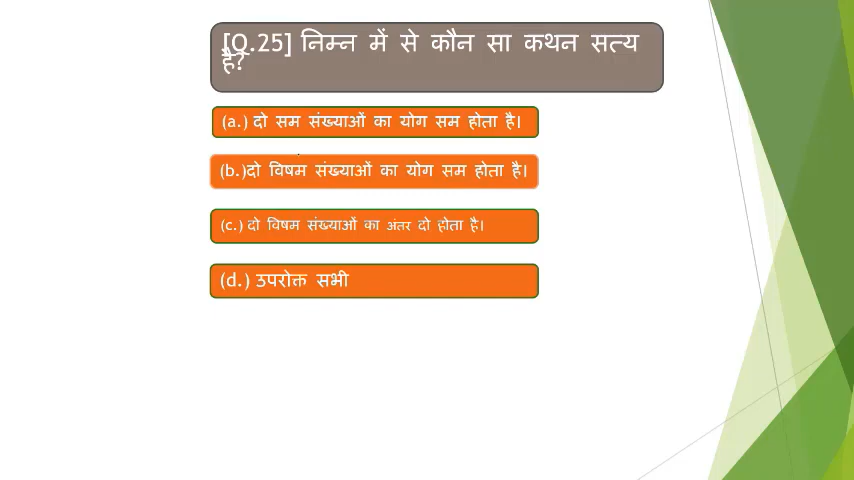 [Q.25] निम्न में से कौन सा कथन सत्य
है?
(a.) दो सम संख्याओं का योग सम होता है।
(b.)दो विषम संख्याओं का योग सम होता है।
(c.) दो विषम संख्याओं का अंतर दो होता है।
(d.) उपरोक्त सभी